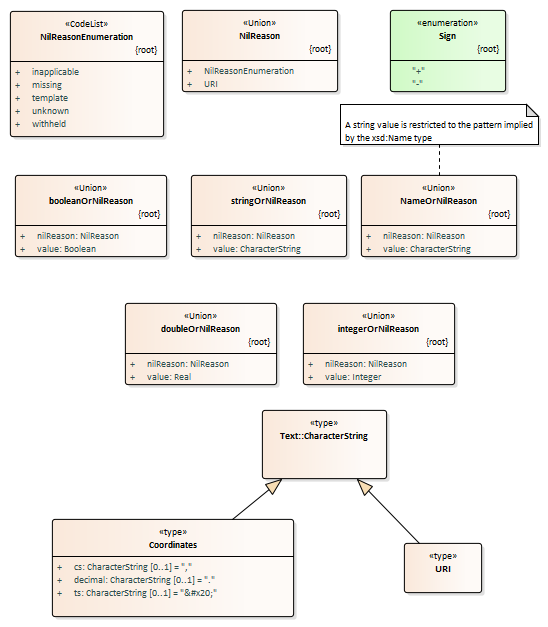 «CodeList»
NilReasonEnumeration
{root}
+ inapplicable
+ missing
+ template
+ unknown
+ withheld
«Union»
NilReason
{root}
+ NilReasonEnumeration
+ URI
«enumeration»
Sign
{root}
"+"
"-"
A string value is restricted to the pattern implied
by the xsd:Name type
«Union»
booleanOrNilReason
{root}
+ nilReason: NilReason
+ value: Boolean
«Union»
stringOrNilReason
{root}
+ nilReason: NilReason
+ value: CharacterString
«Union»
NameOrNilReason
{root}
+ nilReason: NilReason
+ value: CharacterString
«Union»
doubleOrNilReason
{root}
+ nilReason: NilReason
+ value: Real
«Union»
integerOrNilReason
{root}
+ nilReason: NilReason
+ value: Integer
«type»
Text::CharacterString
«type»
Coordinates
+ cs: CharacterString [0..1] = ","
+ decimal: CharacterString [0..1] = "."
+ ts: CharacterString [0..1] = "&#x20;"
«type»
URI